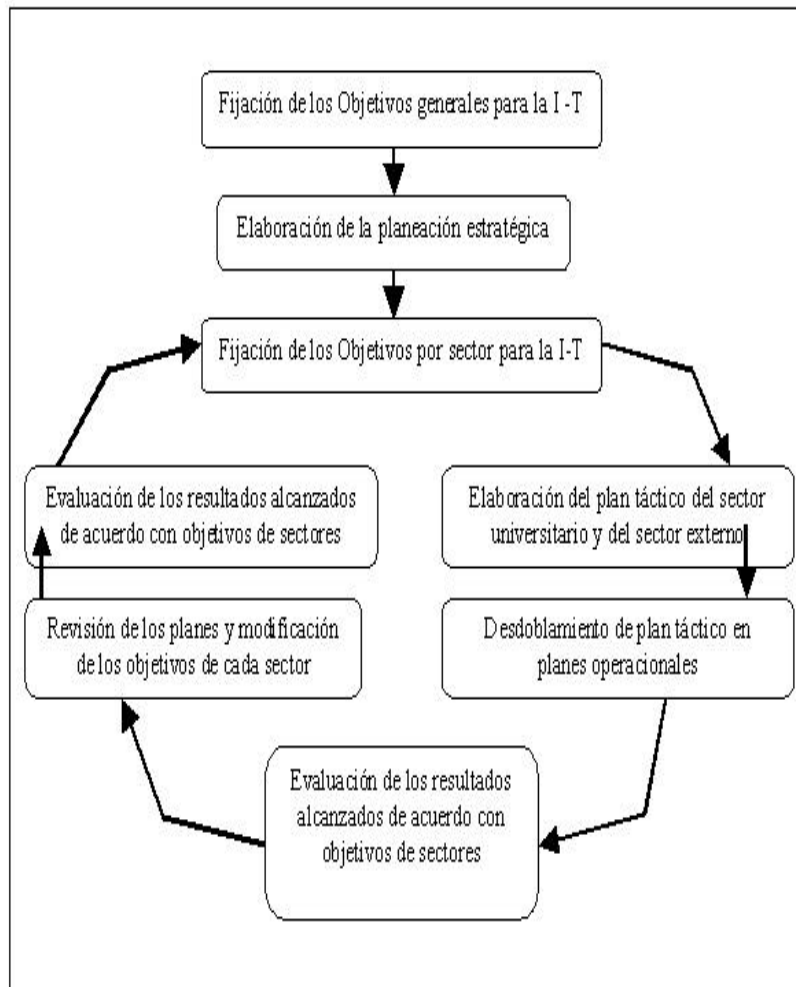 Fijación de los Objetivos generales para la I -T
Elaboración de la planeación estratégica
Fijación de los Objetivos por sector para la I-T
Evaluación de los resultados alcanzados
de acuerdo con objetivos de sectores
Elaboración del plan táctico del sector
universitario y del sector externo
Revisión de los planes y modificación
de los objetivos de cada sector
Desdoblamiento de plan táctico en
planes operacionales
Evaluación de los resultados
alcanzados de acuerdo con
objetivos de sectores